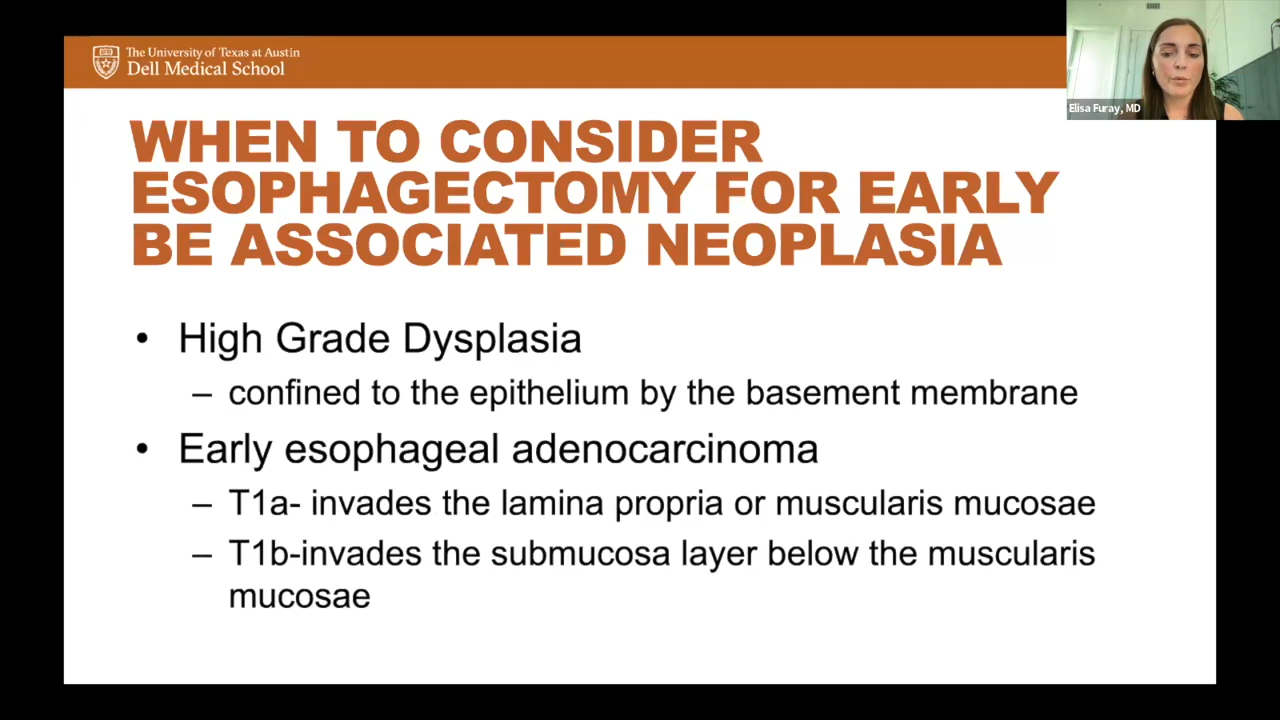 The University of Texas at Austin
Dell Medical School
Elisa Furay, MD
WHEN TO CONSIDER
ESOPHAGECTOMY FOR EARLY
BE ASSOCIATED NEOPLASIA
• High Grade Dysplasia
– confined to the epithelium by the basement membrane
• Early esophageal adenocarcinoma
– T1a- invades the lamina propria or muscularis mucosae
– T1b-invades the submucosa layer below the muscularis
mucosae